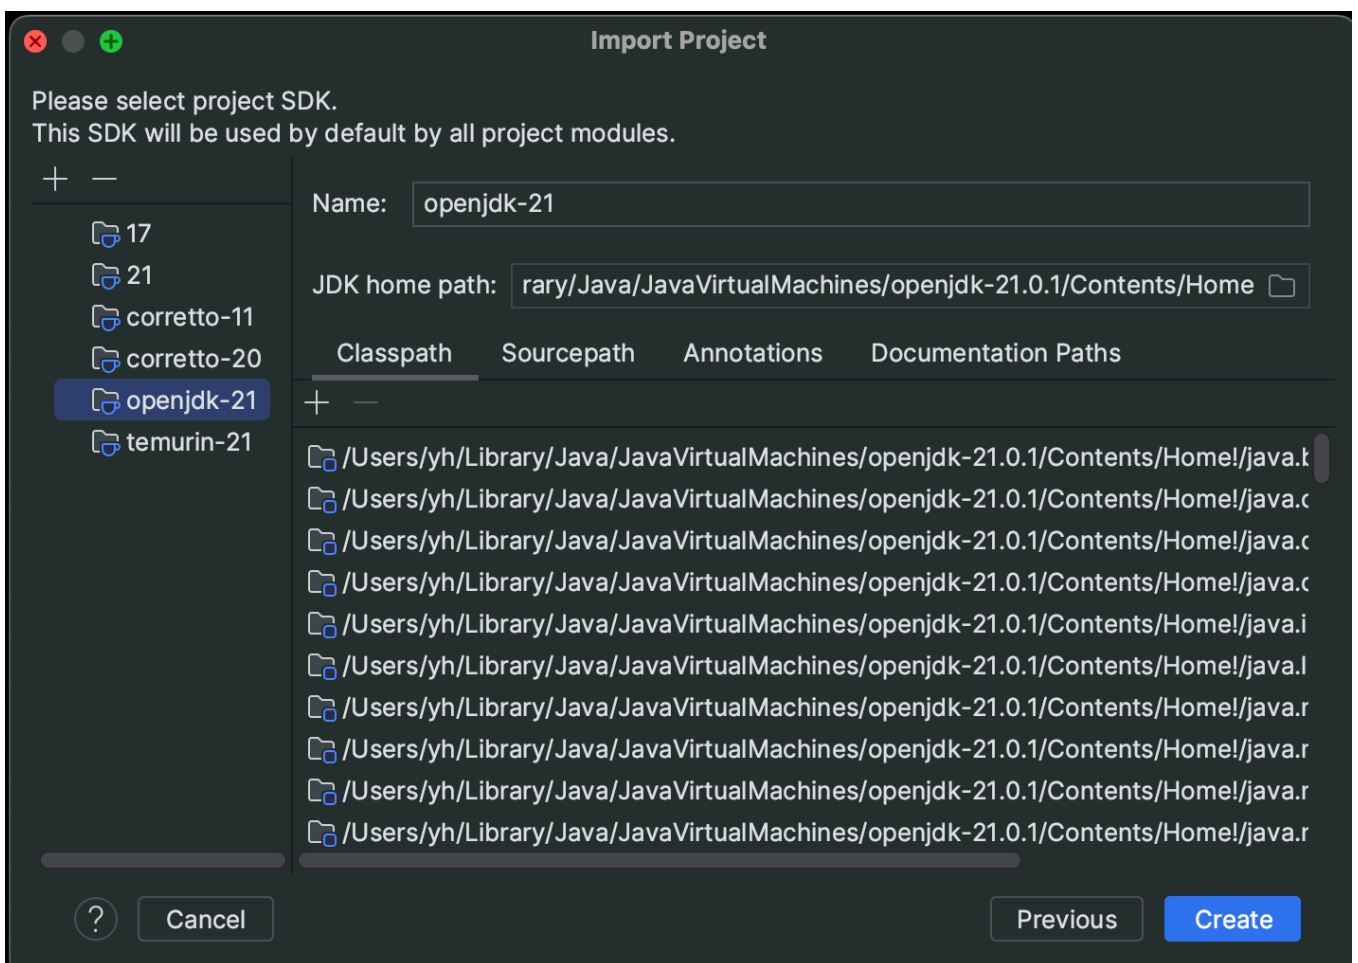 Import Project
Please select project SDK.
This SDK will be used by default by all project modules.
17
21
corretto-11
corretto-20
openjdk-21
temurin-21
Name: openjdk-21
JDK home path: rary/Java/JavaVirtualMachines/openjdk-21.0.1/Contents/Home
Classpath Sourcepath Annotations Documentation Paths
/Users/yh/Library/Java/JavaVirtualMachines/openjdk-21.0.1/Contents/Home!/java.
/Users/yh/Library/Java/JavaVirtualMachines/openjdk-21.0.1/Contents/Home!/java.
/Users/yh/Library/Java/JavaVirtualMachines/openjdk-21.0.1/Contents/Home!/java.
/Users/yh/Library/Java/JavaVirtualMachines/openjdk-21.0.1/Contents/Home!/java.
/Users/yh/Library/Java/JavaVirtualMachines/openjdk-21.0.1/Contents/Home!/java.i
/Users/yh/Library/Java/JavaVirtualMachines/openjdk-21.0.1/Contents/Home!/java.l
/Users/yh/Library/Java/JavaVirtualMachines/openjdk-21.0.1/Contents/Home!/java.
/Users/yh/Library/Java/JavaVirtualMachines/openjdk-21.0.1/Contents/Home!/java.
/Users/yh/Library/Java/JavaVirtualMachines/openjdk-21.0.1/Contents/Home!/java.
/Users/yh/Library/Java/JavaVirtualMachines/openjdk-21.0.1/Contents/Home!/java.
? Cancel Previous Create